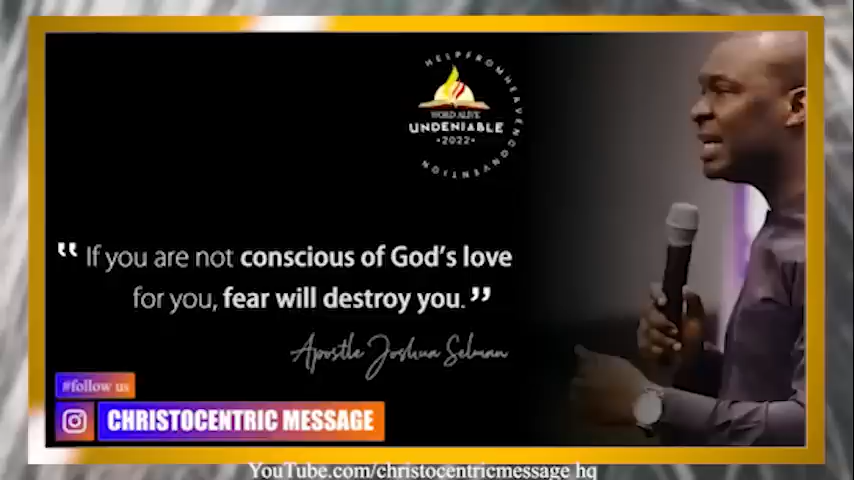 HELPFROMHEAVENCONVENTION
WORD ALIVE
UNDENIABLE
•2022•
“ If you are not conscious of God’s love
for you, fear will destroy you. ”
Apostle Joshua Selman
#follow us
CHRISTOCENTRIC MESSAGE
YouTube.com/christocentricmessage hq